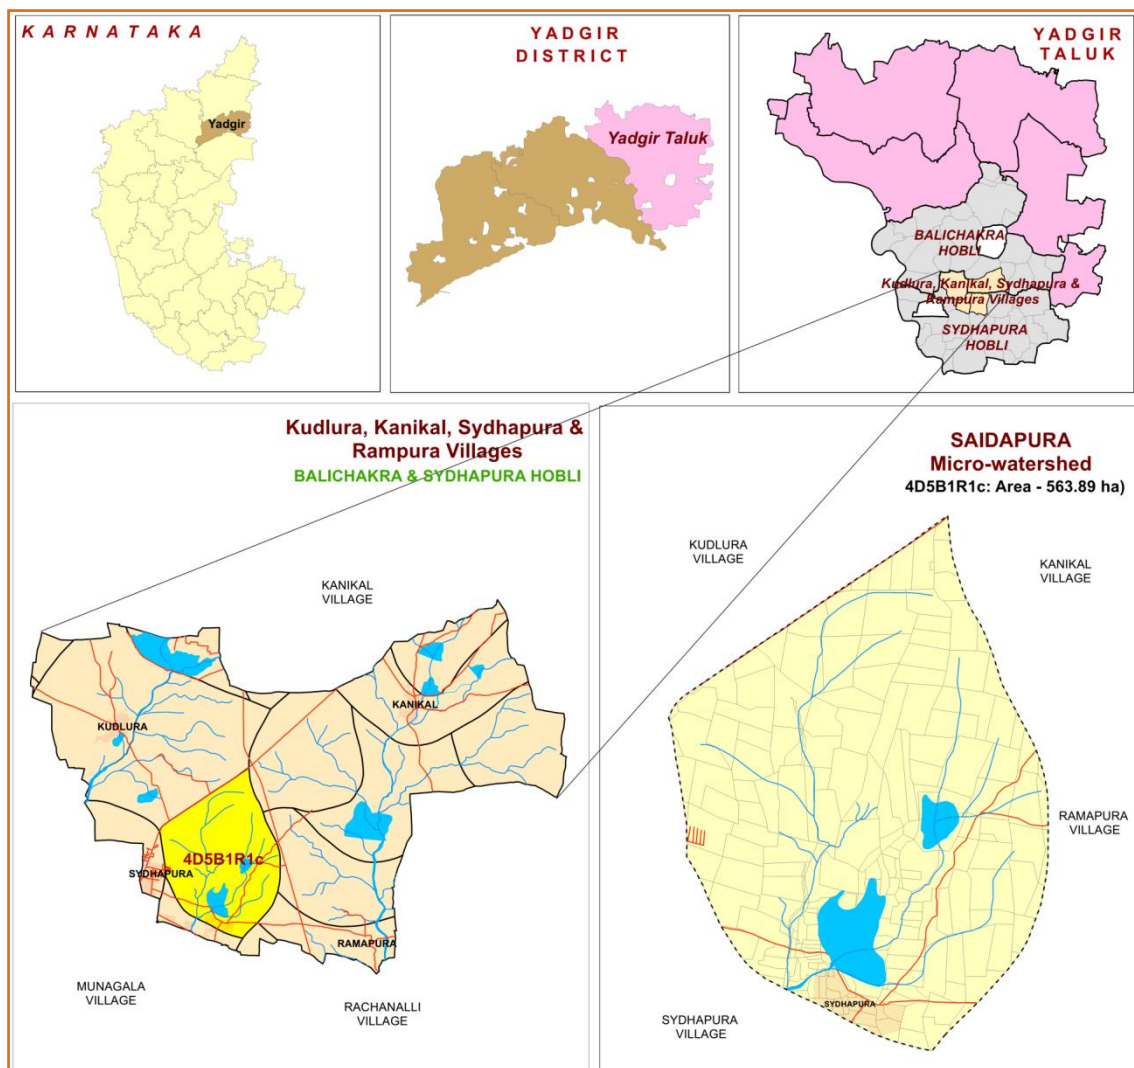 KARNATAKA
Yadgir
YADGIR
DISTRICT
Yadgir Taluk
YADGIR
TALUK
BALICHAKRA
HOBLI
Kudlura, Kanikal, Sydhapura &
Rampura Villages
SYDHAPURA
HOBLI
Kudlura, Kanikal, Sydhapura &
Rampura Villages
BALICHAKRA & SYDHAPURA HOBLI
KANIKAL
VILLAGE
KANIKAL
KUDLURA
4D5B1R1c
SYDHAPURA
RAMAPURA
MUNAGALA
VILLAGE
RACHANALLI
VILLAGE
SAIDAPURA
Micro-watershed
4D5B1R1c: Area - 563.89 ha)
KUDLURA
VILLAGE
KANIKAL
VILLAGE
RAMAPURA
VILLAGE
SYDHAPURA
SYDHAPURA
VILLAGE